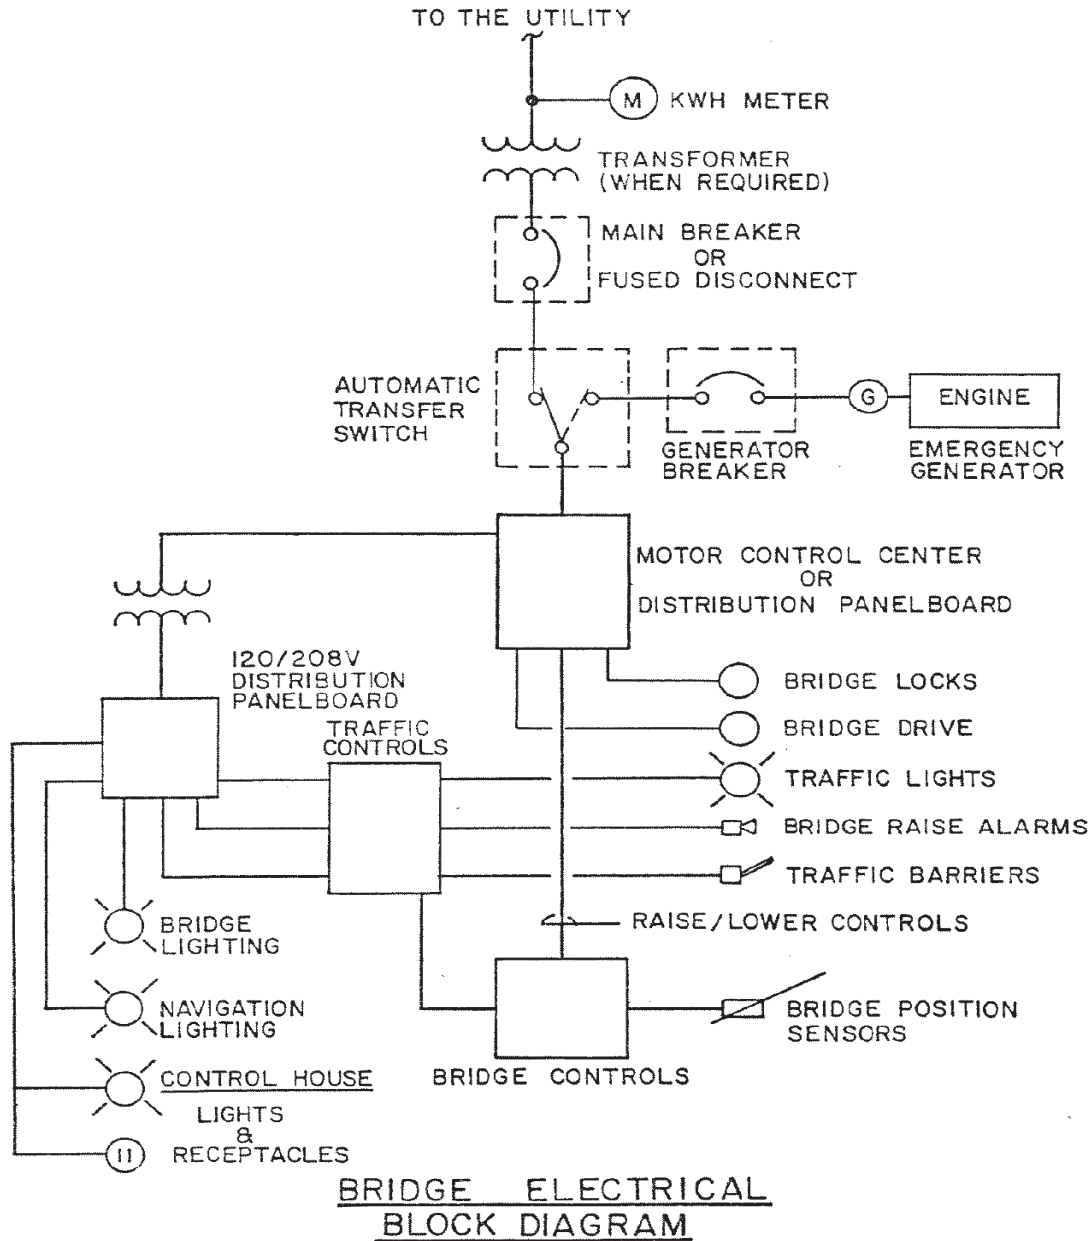 TO THE UTILITY
M
KWH METER
TRANSFORMER
(WHEN REQUIRED)
MAIN BREAKER
OR
FUSED DISCONNECT
AUTOMATIC
TRANSFER
SWITCH
G
ENGINE
GENERATOR
BREAKER
EMERGENCY
GENERATOR
MOTOR CONTROL CENTER
OR
DISTRIBUTION PANELBOARD
120/208V
DISTRIBUTION
PANELBOARD
TRAFFIC
CONTROLS
BRIDGE LOCKS
BRIDGE DRIVE
TRAFFIC LIGHTS
BRIDGE RAISE ALARMS
TRAFFIC BARRIERS
RAISE/LOWER CONTROLS
BRIDGE
LIGHTING
NAVIGATION
LIGHTING
BRIDGE POSITION
SENSORS
BRIDGE CONTROLS
CONTROL HOUSE
LIGHTS
&
RECEPTACLES
BRIDGE ELECTRICAL
BLOCK DIAGRAM